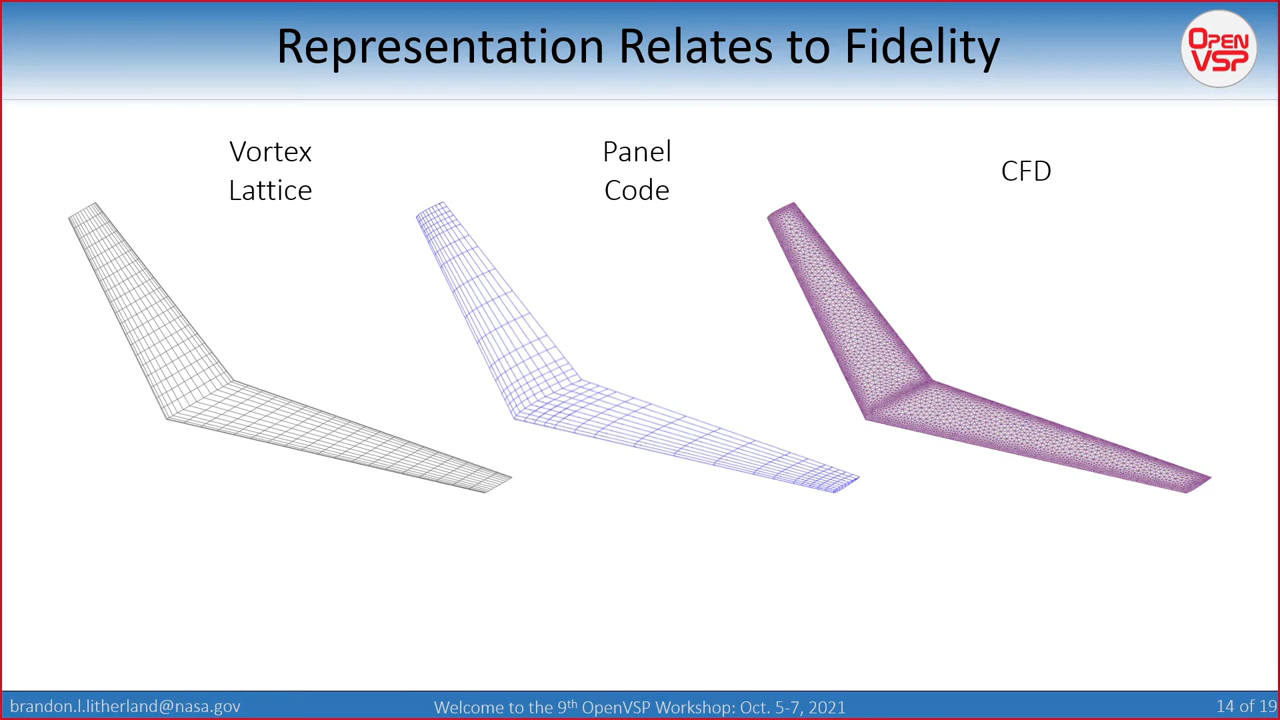 Representation Relates to Fidelity
OPEN
VSP
Vortex
Lattice
Panel
Code
CFD
brandon.l.litherland@nasa.gov
Welcome to the 9th OpenVSP Workshop: Oct. 5-7, 2021
14 of 19